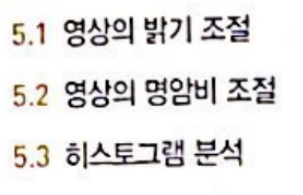 5.1 영상의 밝기 조절
5.2 영상의 명암비 조절
5.3 히스토그램 분석